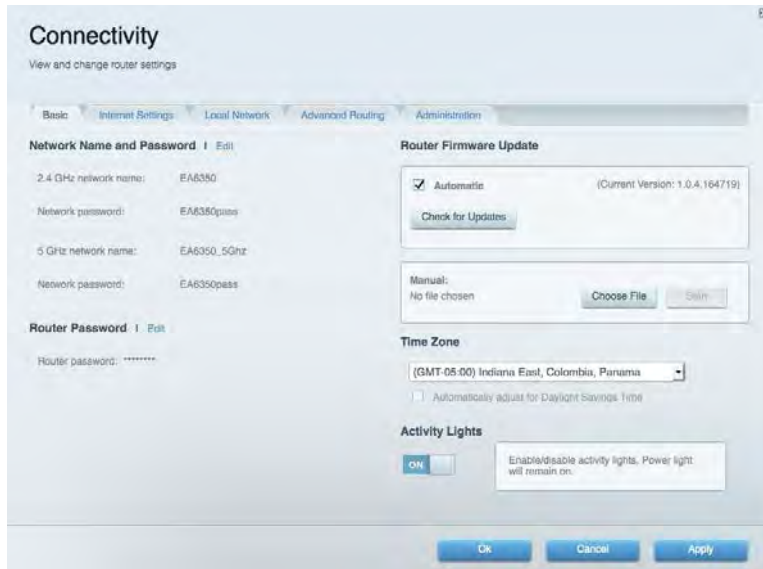 Connectivity
View and change router settings
Basic
Internet Settings
Local Network
Advanced Routing
Administration
Network Name and Password | Edit
2.4 GHz network name: EA6350
Network password: EA6350pass
5 GHz network name: EA6350_5Ghz
Network password: EA6350pass
Router Password | Edit
Router password: ********
Router Firmware Update
Automatic (Current Version: 1.0.4.164719)
Check for Updates
Manual:
No file chosen
Choose File
Start
Time Zone
(GMT-05:00) Indiana East, Colombia, Panama
Automatically adjust for Daylight Savings Time
Activity Lights
ON
Enable/disable activity lights. Power light
will remain on.
Ok
Cancel
Apply